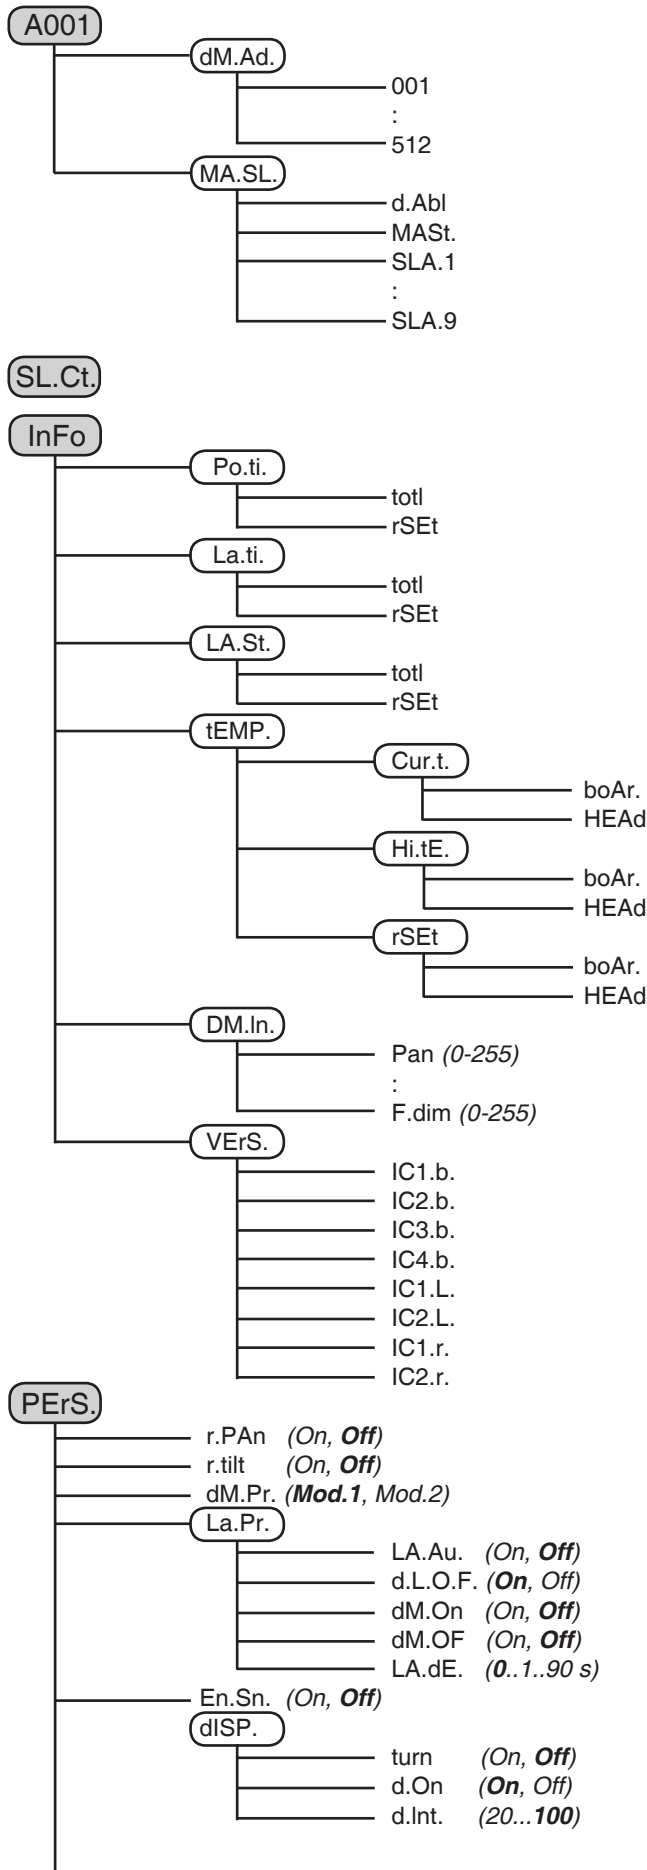 A001
dM.Ad.
001
:
512
MA.SL.
d.Abl
MASt.
SLA.1
:
SLA.9
SL.Ct.
InFo
Po.ti.
totl
rSEt
La.ti.
totl
rSEt
LA.St.
totl
rSEt
tEMP.
Cur.t.
boAr.
HEAd
Hi.tE.
boAr.
HEAd
rSEt
boAr.
HEAd
DM.In.
Pan (0-255)
:
F.dim (0-255)
VErS.
IC1.b.
IC2.b.
IC3.b.
IC4.b.
IC1.L.
IC2.L.
IC1.r.
IC2.r.
PErS.
r.PAn (On, Off)
r.tilt (On, Off)
dM.Pr. (Mod.1, Mod.2)
La.Pr.
LA.Au. (On, Off)
d.L.O.F. (On, Off)
dM.On (On, Off)
dM.OF (On, Off)
LA.dE. (0..1..90 s)
En.Sn. (On, Off)
dISP.
turn (On, Off)
d.On (On, Off)
d.Int. (20...100)